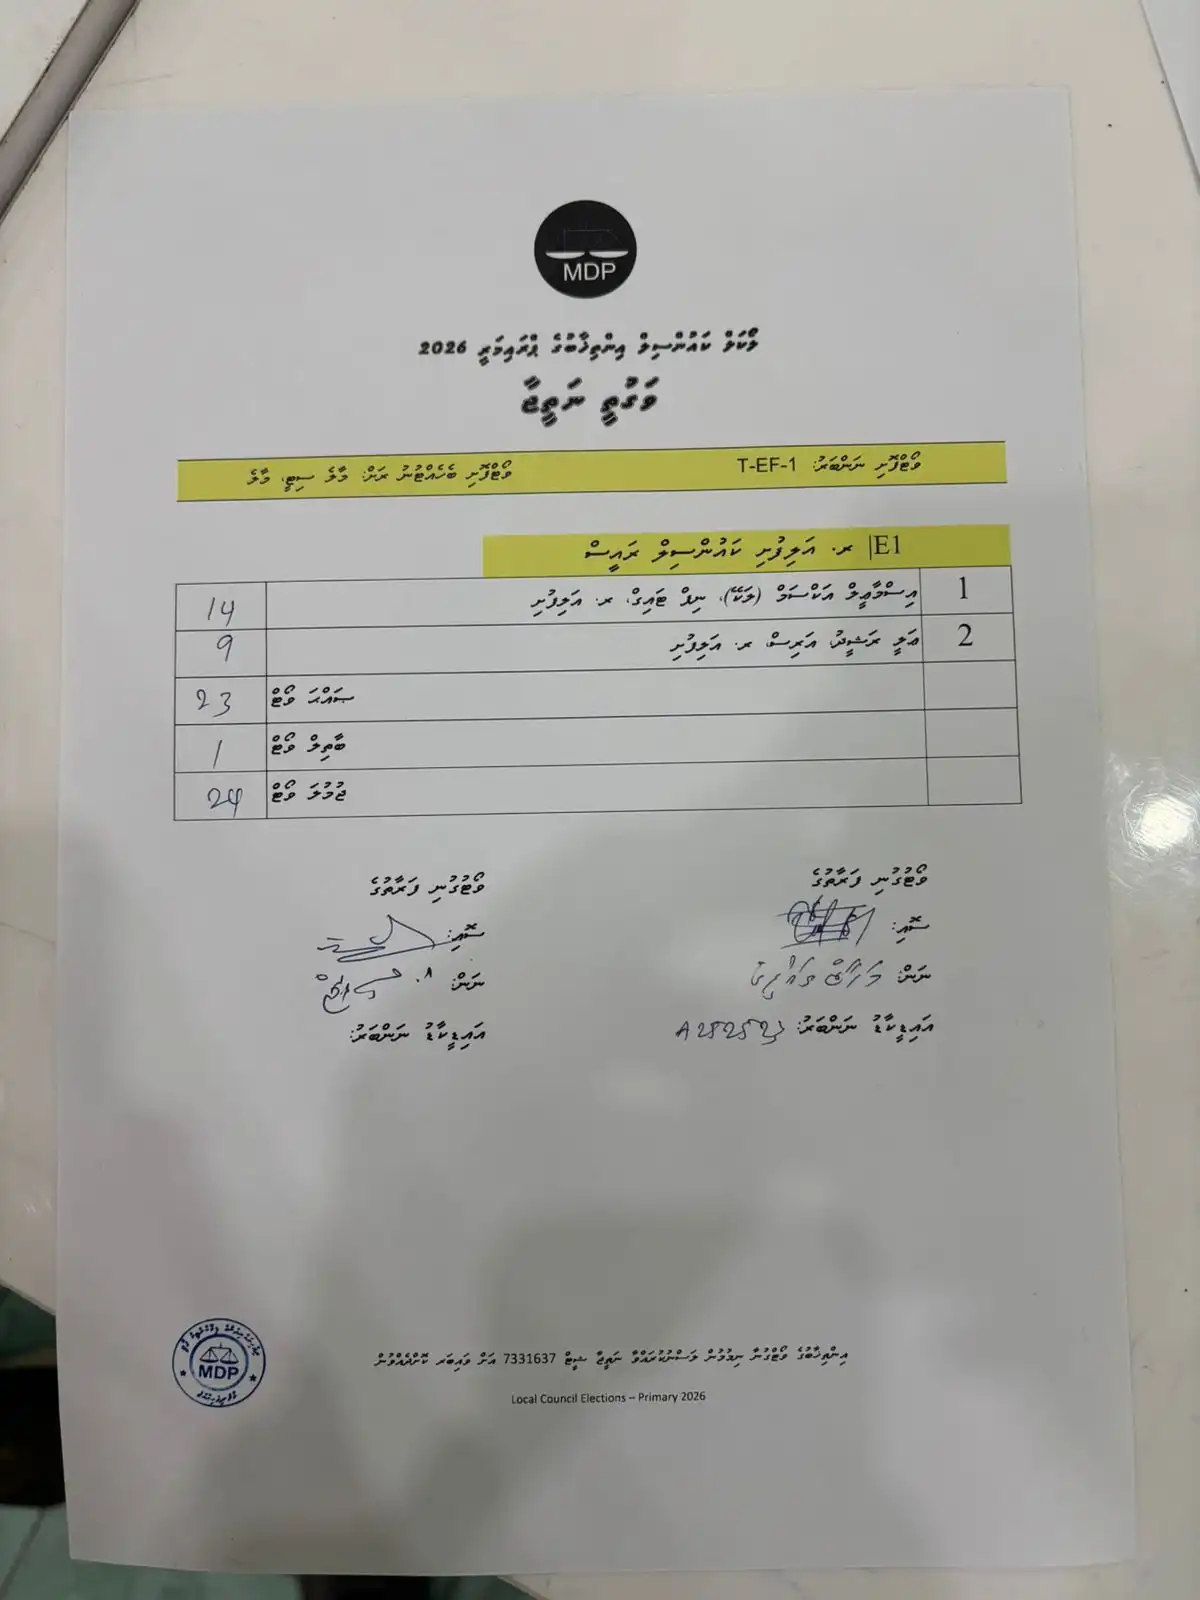 MDP
ލޯކަލް ކައުންސިލް އިންތިޚާބުގެ ޕްރައިމަރީ 2026
ވަގުތީ ނަތީޖާ
ވޯޓުފޮށި ނަންބަރު: T-EF-1 ވޯޓުފޮށި ބެހެއްޓުނު ރަށް: މާލެ ސިޓީ، މާލެ
E1| ރ. އަލިފުށި ކައުންސިލް ރައީސް
1 އިސްމާޢީލް އަކްސަމް (ލަކޭ)، ނިޕް ޓައިގް، ރ. އަލިފުށި 14
2 ޢަލީ ރަޝީދު، އަރިސް، ރ. އަލިފުށި 9
ޞައްޙަ ވޯޓް 23
ބާތިލް ވޯޓް 1
ޖުމުލަ ވޯޓް 24
ވޯޓުގުނި ފަރާތުގެ ވޯޓުގުނި ފަރާތުގެ
ސޮއި: ސޮއި:
ނަން: ނަން:
އައިޑީކާޑު ނަންބަރު: A282523 އައިޑީކާޑު ނަންބަރު:
MDP
އިންތިޚާބުގެ ވޯޓްގުނާ ނިމުމުން ލަސްނުކުރައްވާ ނަތީޖާ ޝީޓް 7331637 އަށް ވައިބަރ ކޮށްދެއްވުން
Local Council Elections – Primary 2026